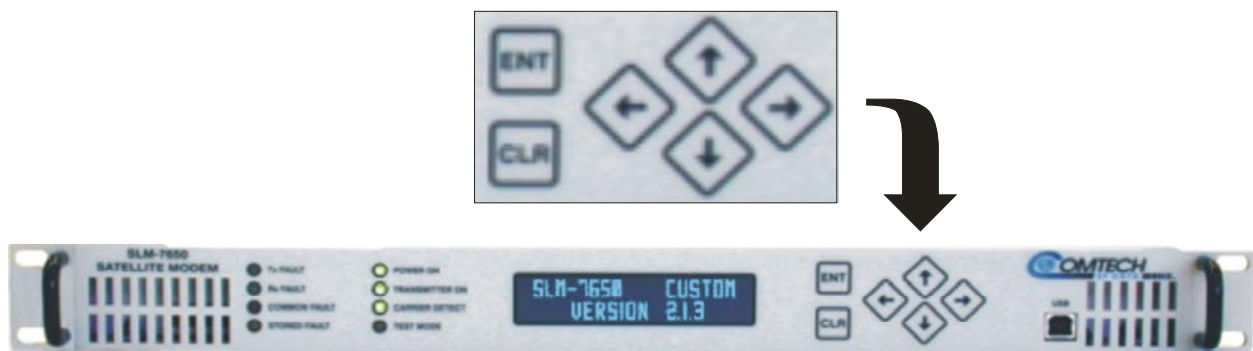 ENT
CLR
SLM-7650
SATELLITE MODEM
Tx FAULT
Rx FAULT
COMMON FAULT
STORED FAULT
POWER ON
TRANSMITTER ON
CARRIER DETECT
TEST MODE
SLM-7650 CUSTOM
VERSION 2.1.3
ENT
CLR
COMTECH
USB